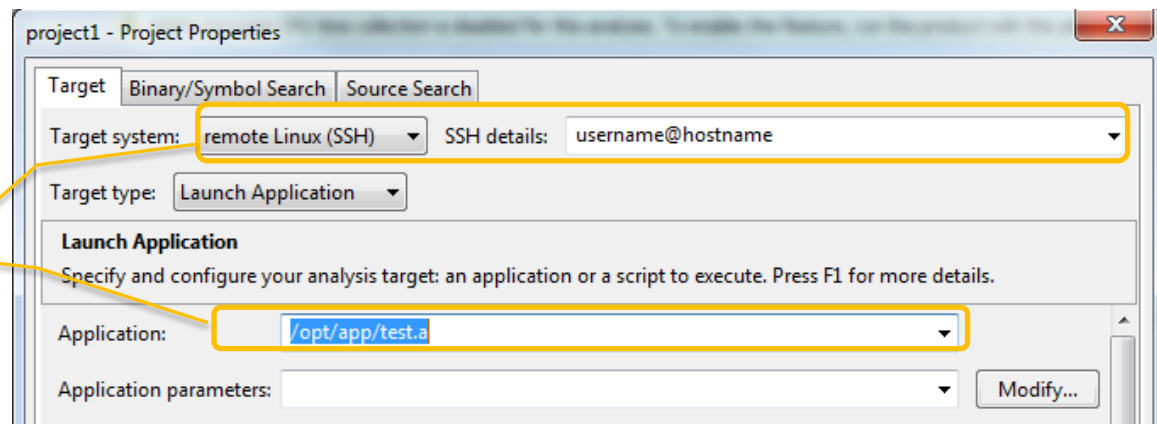 project1 - Project Properties
Target Binary/Symbol Search Source Search
Target system: remote Linux (SSH) SSH details: username@hostname
Target type: Launch Application
Launch Application
Specify and configure your analysis target: an application or a script to execute. Press F1 for more details.
Application: /opt/app/test.a
Application parameters: Modify...